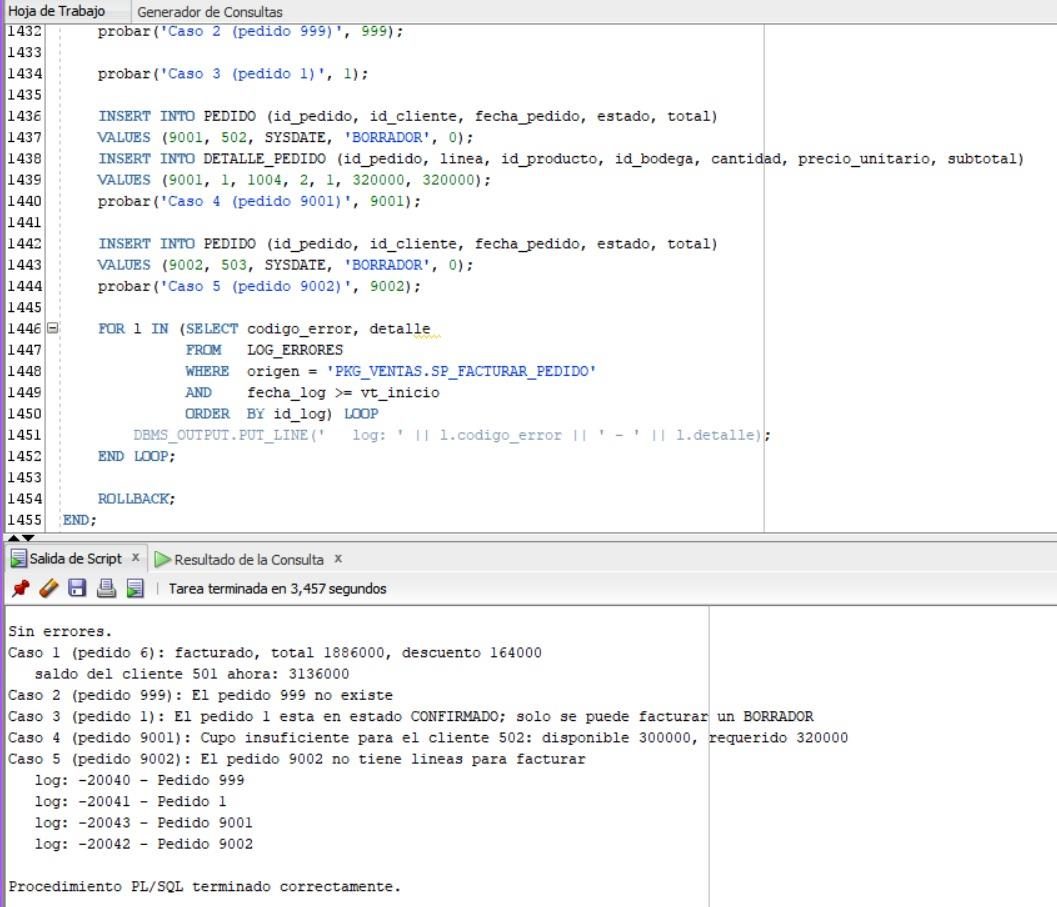 Hoja de Trabajo Generador de Consultas
1432 probar('Caso 2 (pedido 999)', 999);
1433
1434 probar('Caso 3 (pedido 1)', 1);
1435
1436 INSERT INTO PEDIDO (id_pedido, id_cliente, fecha_pedido, estado, total)
1437 VALUES (9001, 502, SYSDATE, 'BORRADOR', 0);
1438 INSERT INTO DETALLE_PEDIDO (id_pedido, linea, id_producto, id_bodega, cantidad, precio_unitario, subtotal)
1439 VALUES (9001, 1, 1004, 2, 1, 320000, 320000);
1440 probar('Caso 4 (pedido 9001)', 9001);
1441
1442 INSERT INTO PEDIDO (id_pedido, id_cliente, fecha_pedido, estado, total)
1443 VALUES (9002, 503, SYSDATE, 'BORRADOR', 0);
1444 probar('Caso 5 (pedido 9002)', 9002);
1445
1446 FOR l IN (SELECT codigo_error, detalle
1447 FROM LOG_ERRORES
1448 WHERE origen = 'PKG_VENTAS.SP_FACTURAR_PEDIDO'
1449 AND fecha_log >= vt_inicio
1450 ORDER BY id_log) LOOP
1451 DBMS_OUTPUT.PUT_LINE('   log: ' || l.codigo_error || ' - ' || l.detalle);
1452 END LOOP;
1453
1454 ROLLBACK;
1455 END;
Salida de Script x Resultado de la Consulta x
Tarea terminada en 3,457 segundos
Sin errores.
Caso 1 (pedido 6): facturado, total 1886000, descuento 164000
saldo del cliente 501 ahora: 3136000
Caso 2 (pedido 999): El pedido 999 no existe
Caso 3 (pedido 1): El pedido 1 esta en estado CONFIRMADO; solo se puede facturar un BORRADOR
Caso 4 (pedido 9001): Cupo insuficiente para el cliente 502: disponible 300000, requerido 320000
Caso 5 (pedido 9002): El pedido 9002 no tiene lineas para facturar
log: -20040 - Pedido 999
log: -20041 - Pedido 1
log: -20043 - Pedido 9001
log: -20042 - Pedido 9002
Procedimiento PL/SQL terminado correctamente.